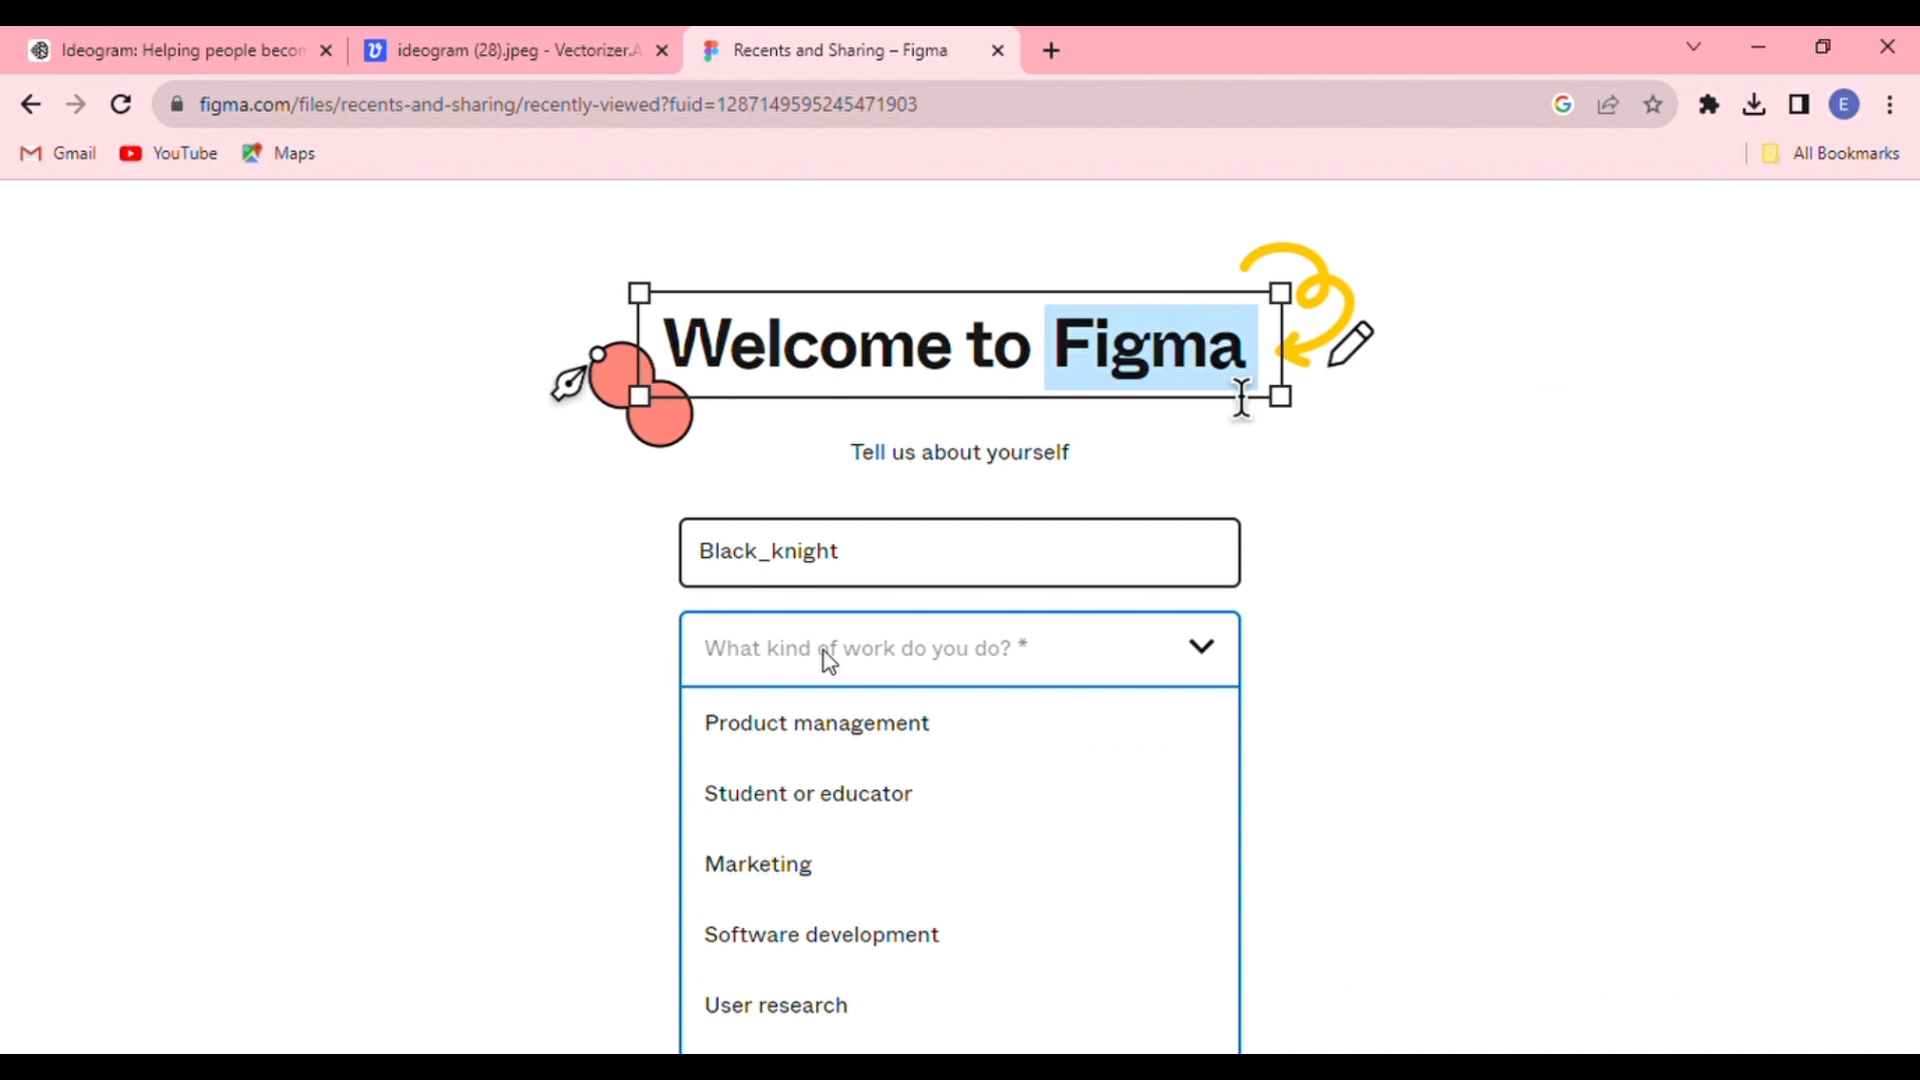 Ideogram: Helping people becom
ideogram (28).jpeg - Vectorizer.A
Recents and Sharing – Figma
figma.com/files/recents-and-sharing/recently-viewed?fuid=1287149595245471903
E
Gmail
YouTube
Maps
All Bookmarks
Welcome to Figma
Tell us about yourself
Black_knight
What kind of work do you do? *
Product management
Student or educator
Marketing
Software development
User research